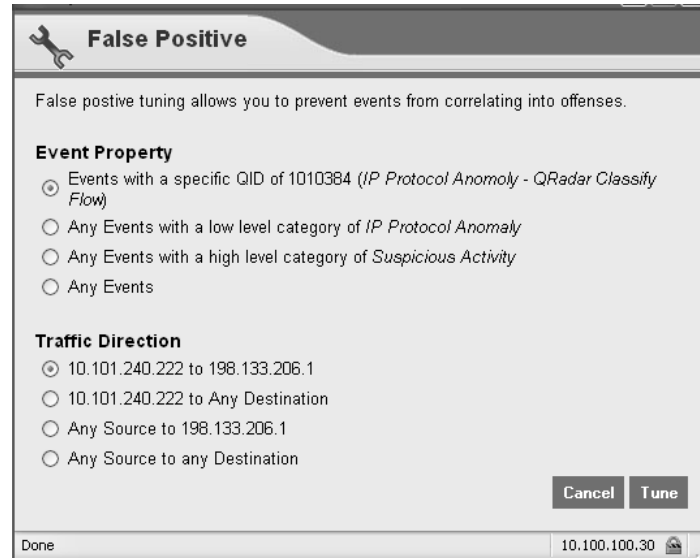 False Positive
False postive tuning allows you to prevent events from correlating into offenses.
Event Property
Events with a specific QID of 1010384 (IP Protocol Anomoly - QRadar Classify
Flow)
Any Events with a low level category of IP Protocol Anomaly
Any Events with a high level category of Suspicious Activity
Any Events
Traffic Direction
10.101.240.222 to 198.133.206.1
10.101.240.222 to Any Destination
Any Source to 198.133.206.1
Any Source to any Destination
Cancel Tune
Done 10.100.100.30